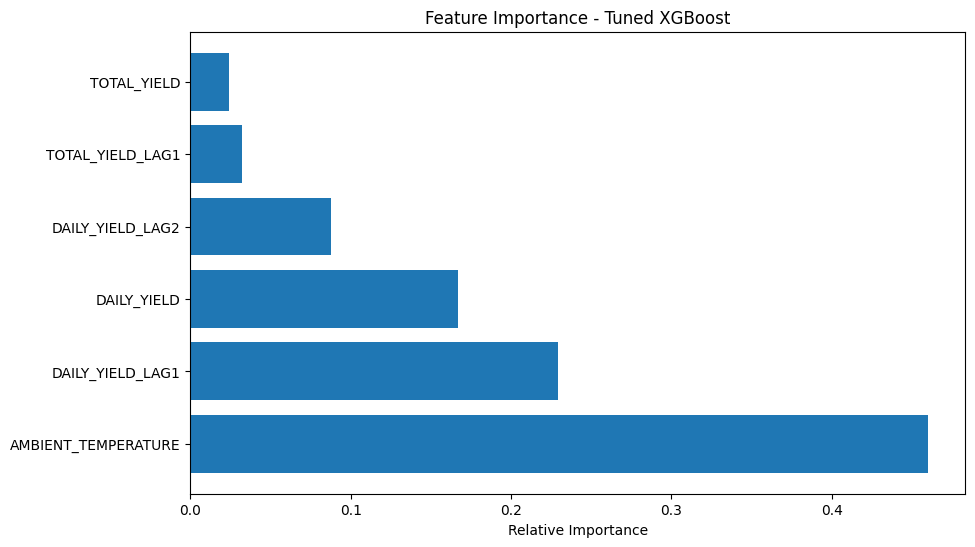 Feature Importance - Tuned XGBoost
TOTAL_YIELD
TOTAL_YIELD_LAG1
DAILY_YIELD_LAG2
DAILY_YIELD
DAILY_YIELD_LAG1
AMBIENT_TEMPERATURE
0.0 0.1 0.2 0.3 0.4
Relative Importance